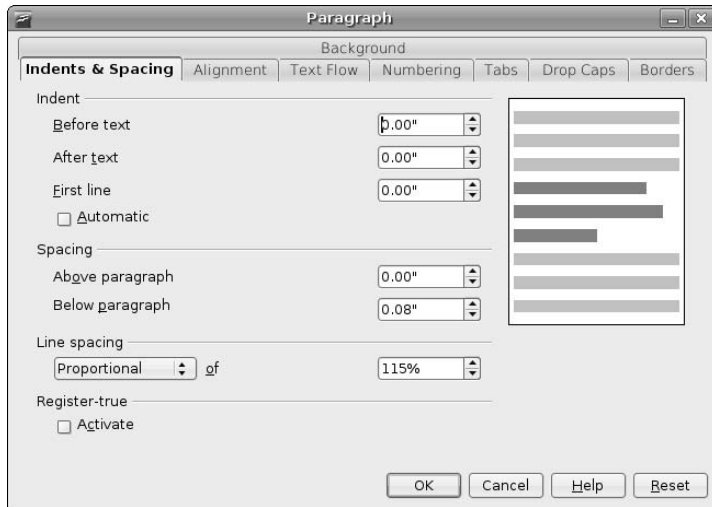 Paragraph
Background
Indents & Spacing Alignment Text Flow Numbering Tabs Drop Caps Borders
Indent
Before text 0.00"
After text 0.00"
First line 0.00"
Automatic
Spacing
Above paragraph 0.00"
Below paragraph 0.08"
Line spacing
Proportional of 115%
Register-true
Activate
OK Cancel Help Reset